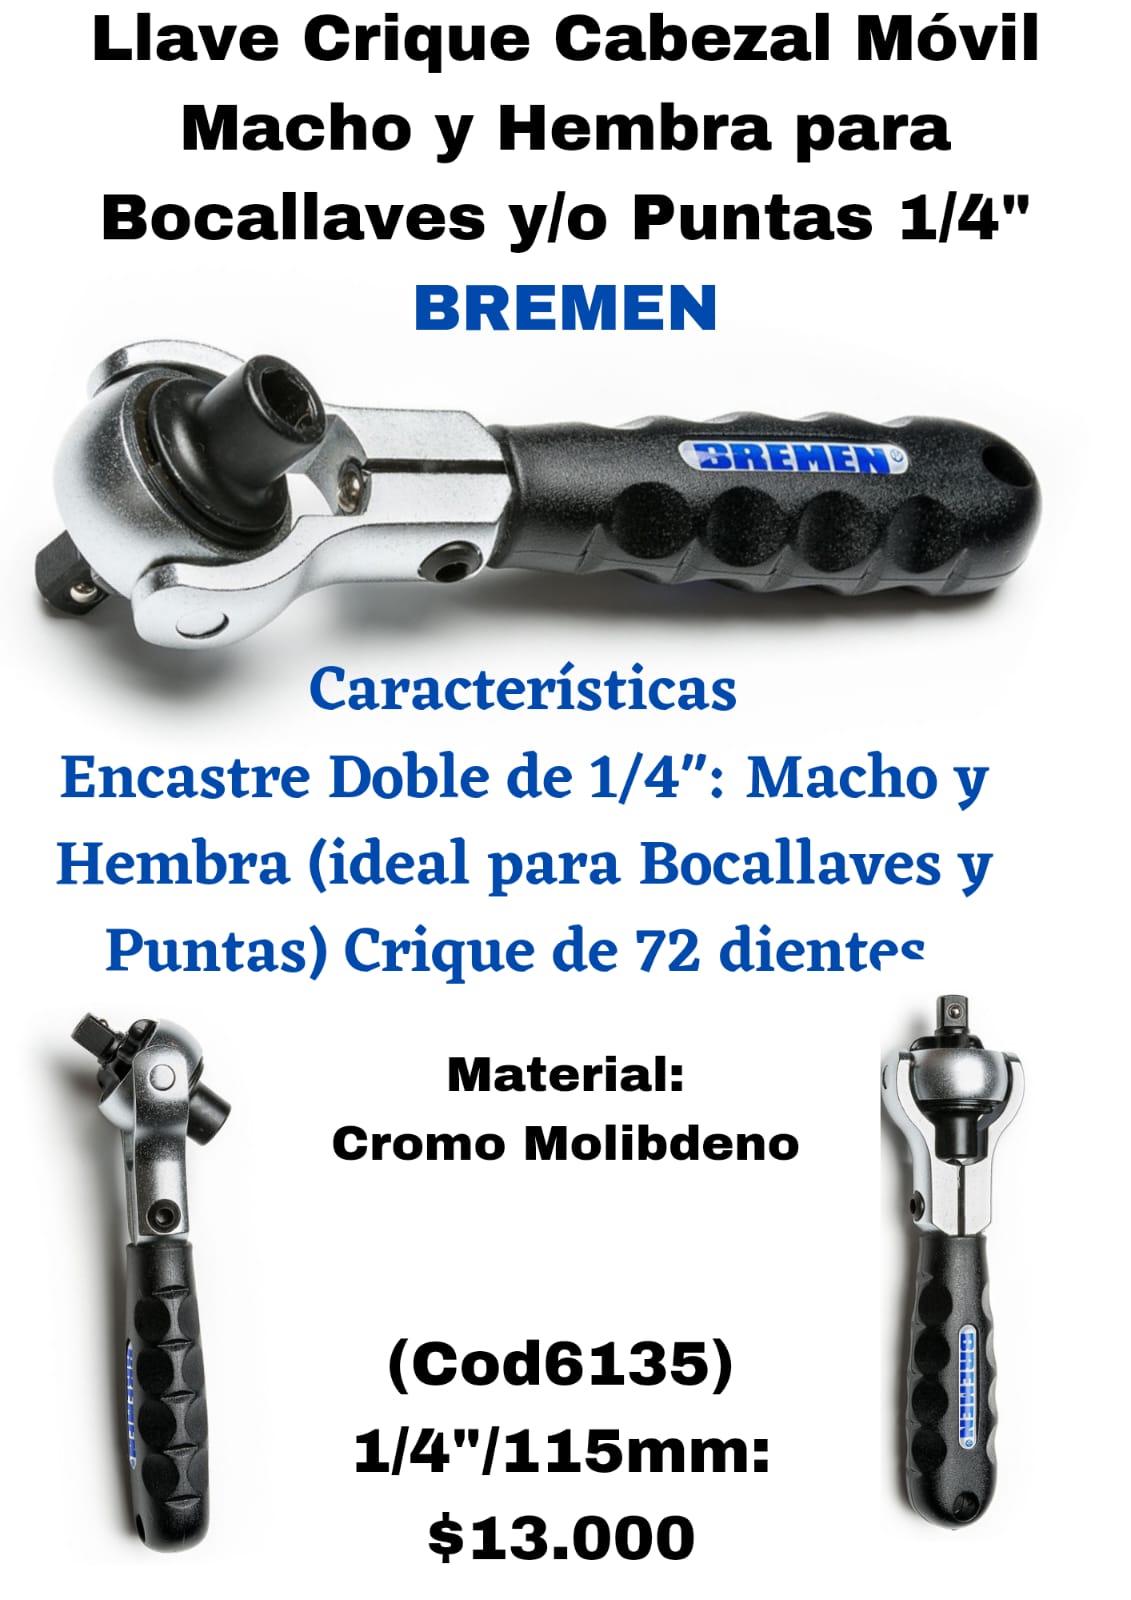 Llave Crique Cabezal Móvil
Macho y Hembra para
Bocallaves y/o Puntas 1/4"
BREMEN
BREMEN®
Características
Encastre Doble de 1/4”: Macho y
Hembra (ideal para Bocallaves y
Puntas) Crique de 72 dientes
Material:
Cromo Molibdeno
BREMEN
BREMEN®
(Cod6135)
1/4"/115mm:
$13.000